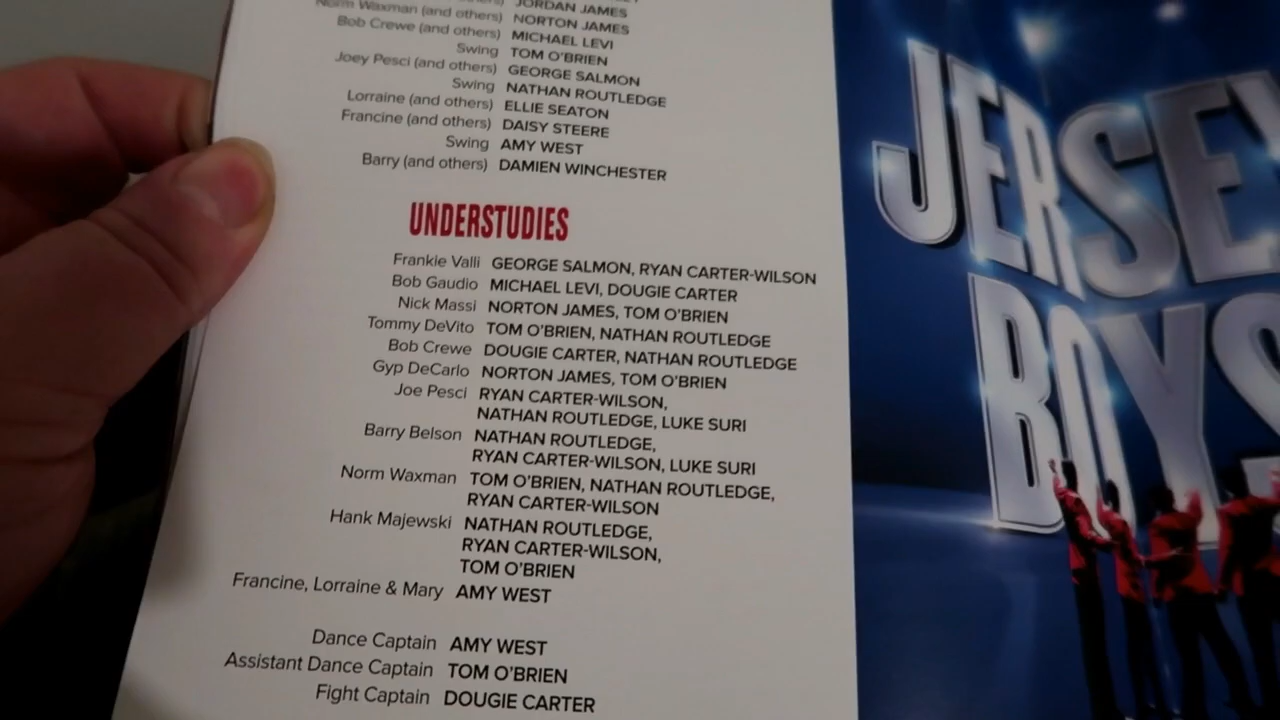 JORDAN JAMES
Norm Waxman (and others) NORTON JAMES
Bob Crewe (and others) MICHAEL LEVI
Swing TOM O'BRIEN
Joey Pesci (and others) GEORGE SALMON
Swing NATHAN ROUTLEDGE
Lorraine (and others) ELLIE SEATON
Francine (and others) DAISY STEERE
Swing AMY WEST
Barry (and others) DAMIEN WINCHESTER
UNDERSTUDIES
Frankie Valli GEORGE SALMON, RYAN CARTER-WILSON
Bob Gaudio MICHAEL LEVI, DOUGIE CARTER
Nick Massi NORTON JAMES, TOM O'BRIEN
Tommy DeVito TOM O'BRIEN, NATHAN ROUTLEDGE
Bob Crewe DOUGIE CARTER, NATHAN ROUTLEDGE
Gyp DeCarlo NORTON JAMES, TOM O'BRIEN
Joe Pesci RYAN CARTER-WILSON,
NATHAN ROUTLEDGE, LUKE SURI
Barry Belson NATHAN ROUTLEDGE,
RYAN CARTER-WILSON, LUKE SURI
Norm Waxman TOM O'BRIEN, NATHAN ROUTLEDGE,
RYAN CARTER-WILSON
Hank Majewski NATHAN ROUTLEDGE,
RYAN CARTER-WILSON,
TOM O'BRIEN
Francine, Lorraine & Mary AMY WEST
Dance Captain AMY WEST
Assistant Dance Captain TOM O'BRIEN
Fight Captain DOUGIE CARTER
JERSEY
BOYS